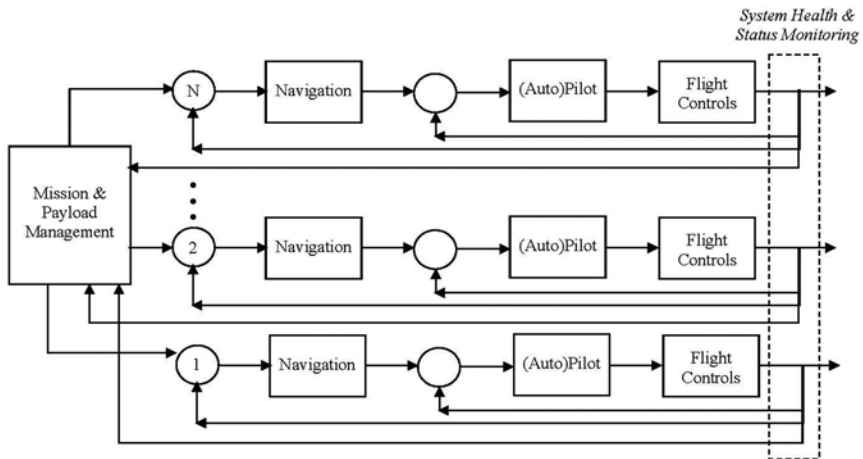 System Health &
Status Monitoring
N
Navigation
(Auto)Pilot
Flight
Controls
Mission &
Payload
Management
2
Navigation
(Auto)Pilot
Flight
Controls
1
Navigation
(Auto)Pilot
Flight
Controls